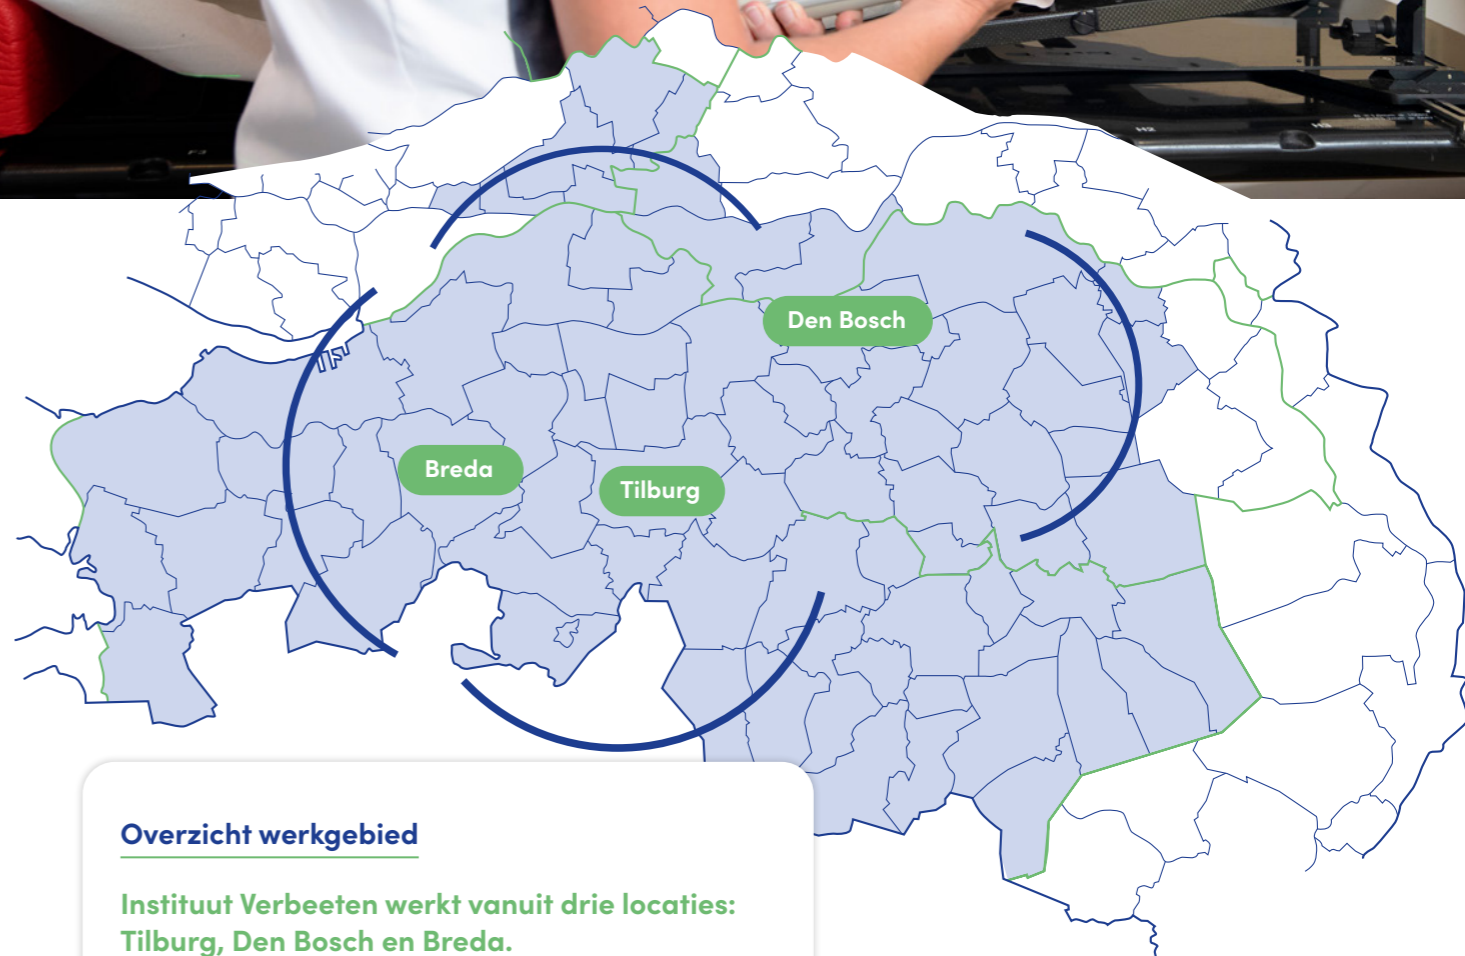 Den Bosch
Breda
Tilburg
Overzicht werkgebied
Instituut Verbeeten werkt vanuit drie locaties:
Tilburg, Den Bosch en Breda.